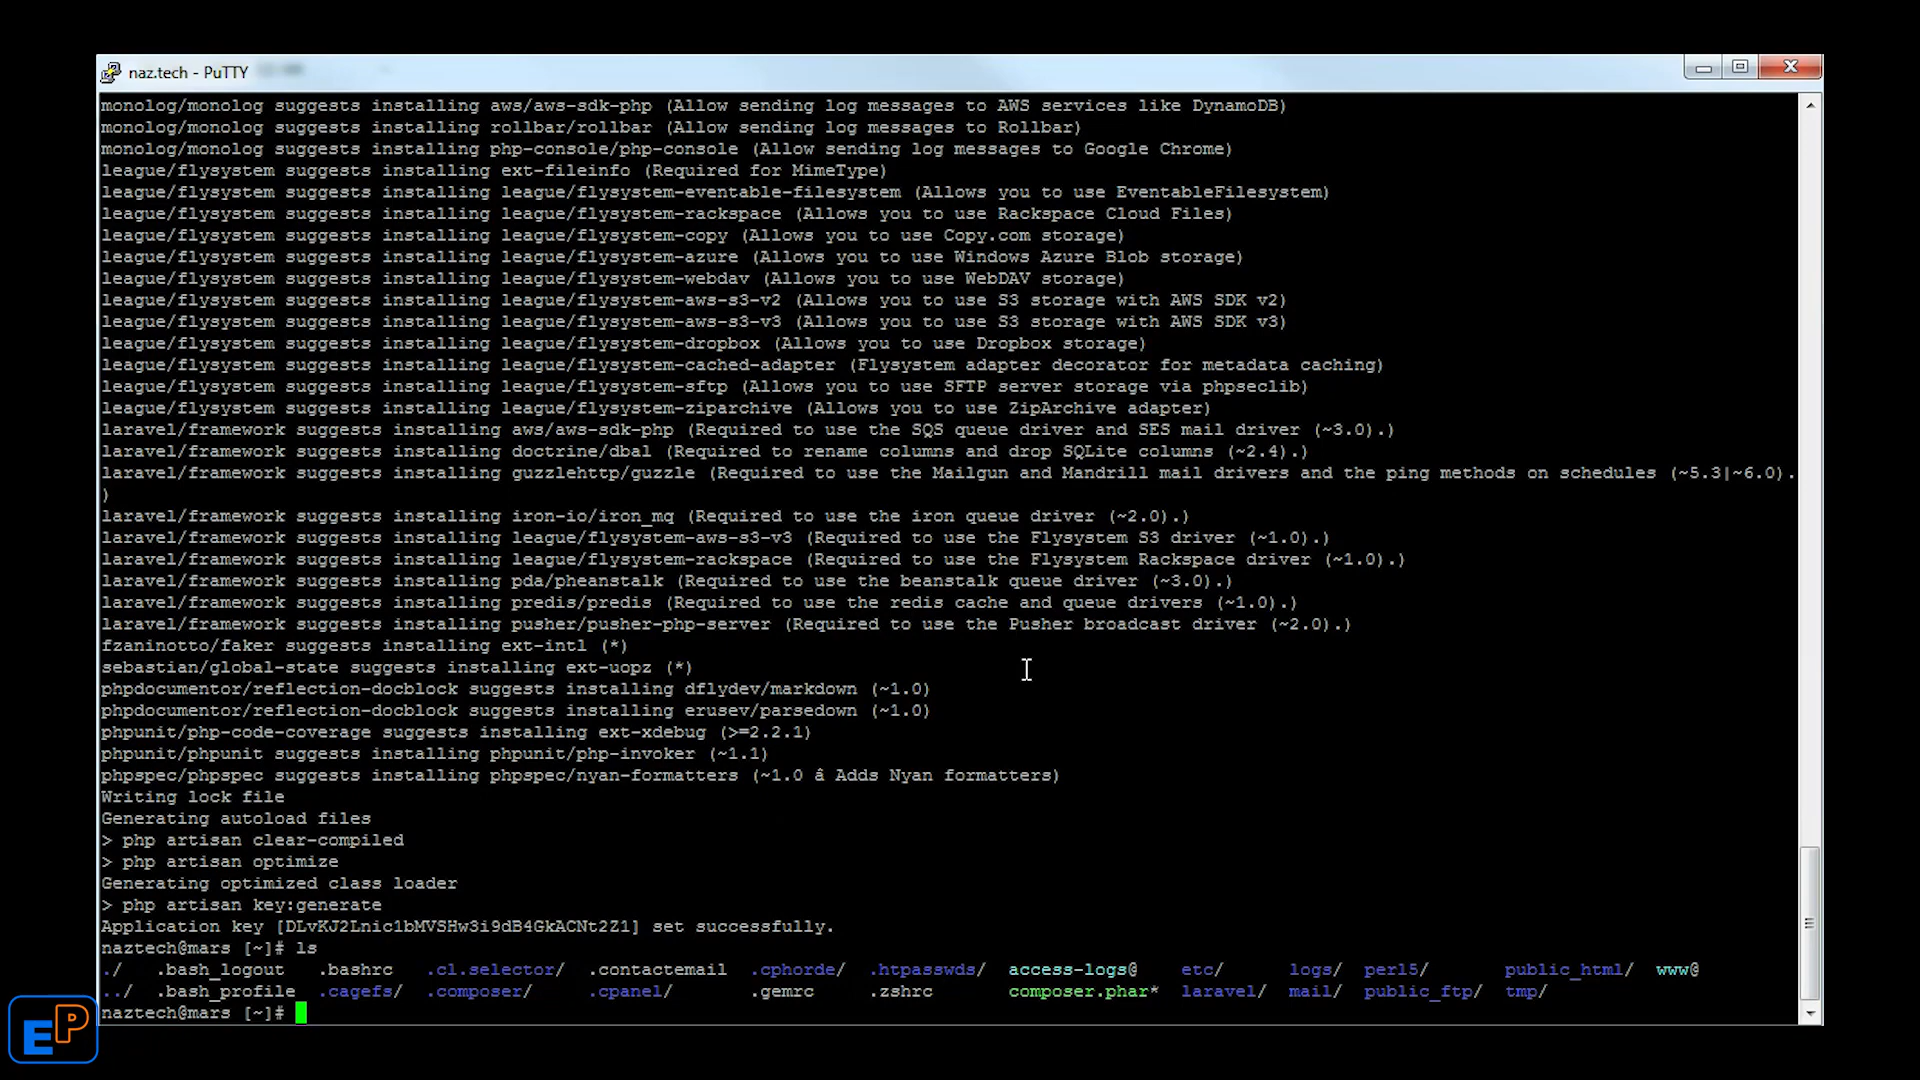 naz.tech - PuTTY
monolog/monolog suggests installing aws/aws-sdk-php (Allow sending log messages to AWS services like DynamoDB)
monolog/monolog suggests installing rollbar/rollbar (Allow sending log messages to Rollbar)
monolog/monolog suggests installing php-console/php-console (Allow sending log messages to Google Chrome)
league/flysystem suggests installing ext-fileinfo (Required for MimeType)
league/flysystem suggests installing league/flysystem-eventable-filesystem (Allows you to use EventableFilesystem)
league/flysystem suggests installing league/flysystem-rackspace (Allows you to use Rackspace Cloud Files)
league/flysystem suggests installing league/flysystem-copy (Allows you to use Copy.com storage)
league/flysystem suggests installing league/flysystem-azure (Allows you to use Windows Azure Blob storage)
league/flysystem suggests installing league/flysystem-webdav (Allows you to use WebDAV storage)
league/flysystem suggests installing league/flysystem-aws-s3-v2 (Allows you to use S3 storage with AWS SDK v2)
league/flysystem suggests installing league/flysystem-aws-s3-v3 (Allows you to use S3 storage with AWS SDK v3)
league/flysystem suggests installing league/flysystem-dropbox (Allows you to use Dropbox storage)
league/flysystem suggests installing league/flysystem-cached-adapter (Flysystem adapter decorator for metadata caching)
league/flysystem suggests installing league/flysystem-sftp (Allows you to use SFTP server storage via phpseclib)
league/flysystem suggests installing league/flysystem-ziparchive (Allows you to use ZipArchive adapter)
laravel/framework suggests installing aws/aws-sdk-php (Required to use the SQS queue driver and SES mail driver (~3.0).)
laravel/framework suggests installing doctrine/dbal (Required to rename columns and drop SQLite columns (~2.4).)
laravel/framework suggests installing guzzlehttp/guzzle (Required to use the Mailgun and Mandrill mail drivers and the ping methods on schedules (~5.3|~6.0).
)
laravel/framework suggests installing iron-io/iron_mq (Required to use the iron queue driver (~2.0).)
laravel/framework suggests installing league/flysystem-aws-s3-v3 (Required to use the Flysystem S3 driver (~1.0).)
laravel/framework suggests installing league/flysystem-rackspace (Required to use the Flysystem Rackspace driver (~1.0).)
laravel/framework suggests installing pda/pheanstalk (Required to use the beanstalk queue driver (~3.0).)
laravel/framework suggests installing predis/predis (Required to use the redis cache and queue drivers (~1.0).)
laravel/framework suggests installing pusher/pusher-php-server (Required to use the Pusher broadcast driver (~2.0).)
fzaninotto/faker suggests installing ext-intl (*)
sebastian/global-state suggests installing ext-uopz (*)
phpdocumentor/reflection-docblock suggests installing dflydev/markdown (~1.0)
phpdocumentor/reflection-docblock suggests installing erusev/parsedown (~1.0)
phpunit/php-code-coverage suggests installing ext-xdebug (>=2.2.1)
phpunit/phpunit suggests installing phpunit/php-invoker (~1.1)
phpspec/phpspec suggests installing phpspec/nyan-formatters (~1.0 â Adds Nyan formatters)
Writing lock file
Generating autoload files
> php artisan clear-compiled
> php artisan optimize
Generating optimized class loader
> php artisan key:generate
Application key [DLvKJ2Lnic1bMVSHw3i9dB4GkACNt2Z1] set successfully.
naztech@mars [~]# ls
./ .bash_logout .bashrc .cl.selector/ .contactemail .cphorde/ .htpasswds/ access-logs@ etc/ logs/ perl5/ public_html/ www@
../ .bash_profile .cagefs/ .composer/ .cpanel/ .gemrc .zshrc composer.phar* laravel/ mail/ public_ftp/ tmp/
naztech@mars [~]#
EP